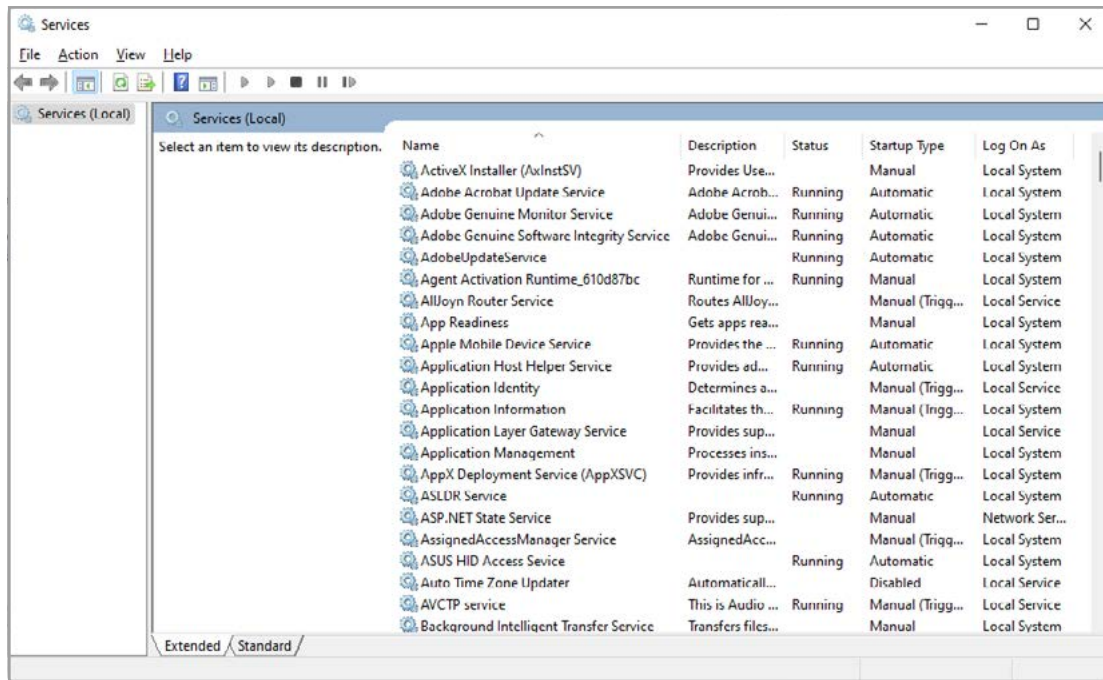 Services
File Action View Help
Services (Local)
Services (Local)
Select an item to view its description.
Name Description Status Startup Type Log On As
ActiveX Installer (AxInstSV) Provides Use... Manual Local System
Adobe Acrobat Update Service Adobe Acrob... Running Automatic Local System
Adobe Genuine Monitor Service Adobe Genui... Running Automatic Local System
Adobe Genuine Software Integrity Service Adobe Genui... Running Automatic Local System
AdobeUpdateService Running Automatic Local System
Agent Activation Runtime_610d87bc Runtime for ... Running Manual Local System
AllJoyn Router Service Routes AllJoy... Manual (Trigg... Local Service
App Readiness Gets apps rea... Manual Local System
Apple Mobile Device Service Provides the ... Running Automatic Local System
Application Host Helper Service Provides ad... Running Automatic Local System
Application Identity Determines a... Manual (Trigg... Local Service
Application Information Facilitates th... Running Manual (Trigg... Local System
Application Layer Gateway Service Provides sup... Manual Local Service
Application Management Processes ins... Manual Local System
AppX Deployment Service (AppXSVC) Provides infr... Running Manual (Trigg... Local System
ASLDR Service Running Automatic Local System
ASP.NET State Service Provides sup... Manual Network Ser...
AssignedAccessManager Service AssignedAcc... Manual (Trigg... Local System
ASUS HID Access Sevice Running Automatic Local System
Auto Time Zone Updater Automaticall... Disabled Local Service
AVCTP service This is Audio ... Running Manual (Trigg... Local Service
Background Intelligent Transfer Service Transfers files... Manual Local System
Extended Standard